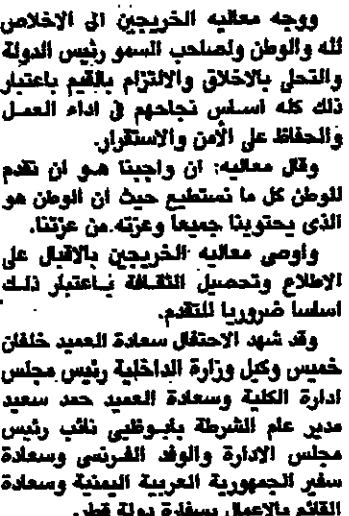 ووجه معاليه الخريجين الى الاخلاص
لله والوطن ولصاحب السمو رئيس الدولة
والتحلي بالاخلاق والالتزام بالقيم باعتبار
ذلك كله اساس نجاحهم في اداء العمل
والحفاظ على الأمن والاستقرار.
وقال معاليه: ان واجبنا هو ان نقدم
للوطن كل ما نستطيع حيث ان الوطن هو
الذى يحتوينا جميعا وعزته من عزتنا.
واوصى معاليه الخريجين بالاقبال على
الاطلاع وتحصيل الثقافة باعتبار ذلك
اساسا ضروريا للتقدم.
وقد شهد الاحتفال سعادة العميد خلفان
خميس وكيل وزارة الداخلية رئيس مجلس
ادارة الكلية وسعادة العميد حمد سعيد
مدير عام الشرطة بابوظبي نائب رئيس
مجلس الادارة والوفد الفرنسي وسعادة
سفير الجمهورية العربية اليمنية وسعادة
القائم بالاعمال بسفارة دولة قطر.